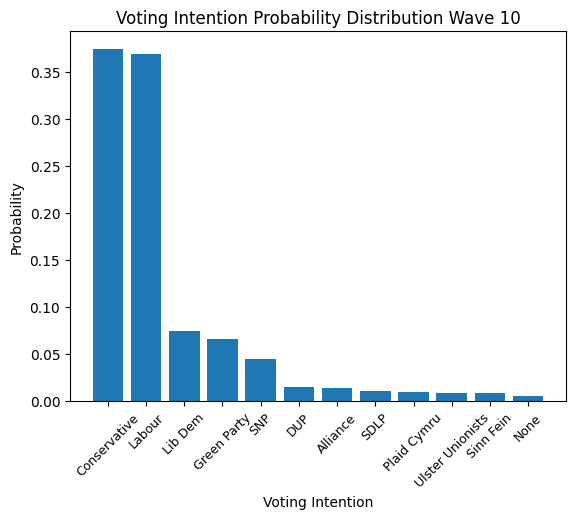 Voting Intention Probability Distribution Wave 10
Probability
0.35
0.30
0.25
0.20
0.15
0.10
0.05
0.00
Conservative
Labour
Lib Dem
Green Party
SNP
DUP
Alliance
SDLP
Plaid Cymru
Ulster Unionists
Sinn Fein
None
Voting Intention